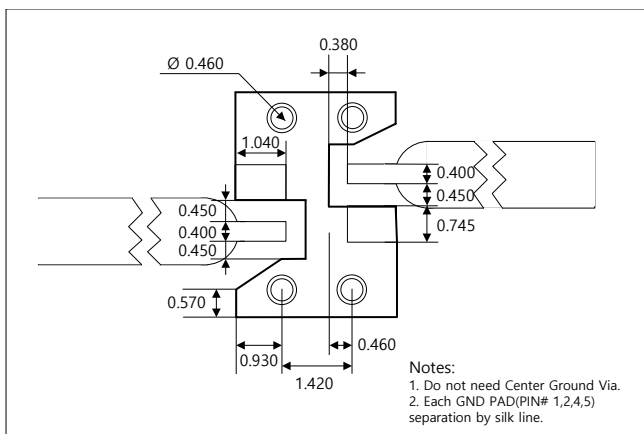 0.380
Ø 0.460
1.040
0.400
0.450
0.450
0.400
0.745
0.450
0.570
0.460
0.930
1.420
Notes:
1. Do not need Center Ground Via.
2. Each GND PAD(PIN# 1,2,4,5)
separation by silk line.